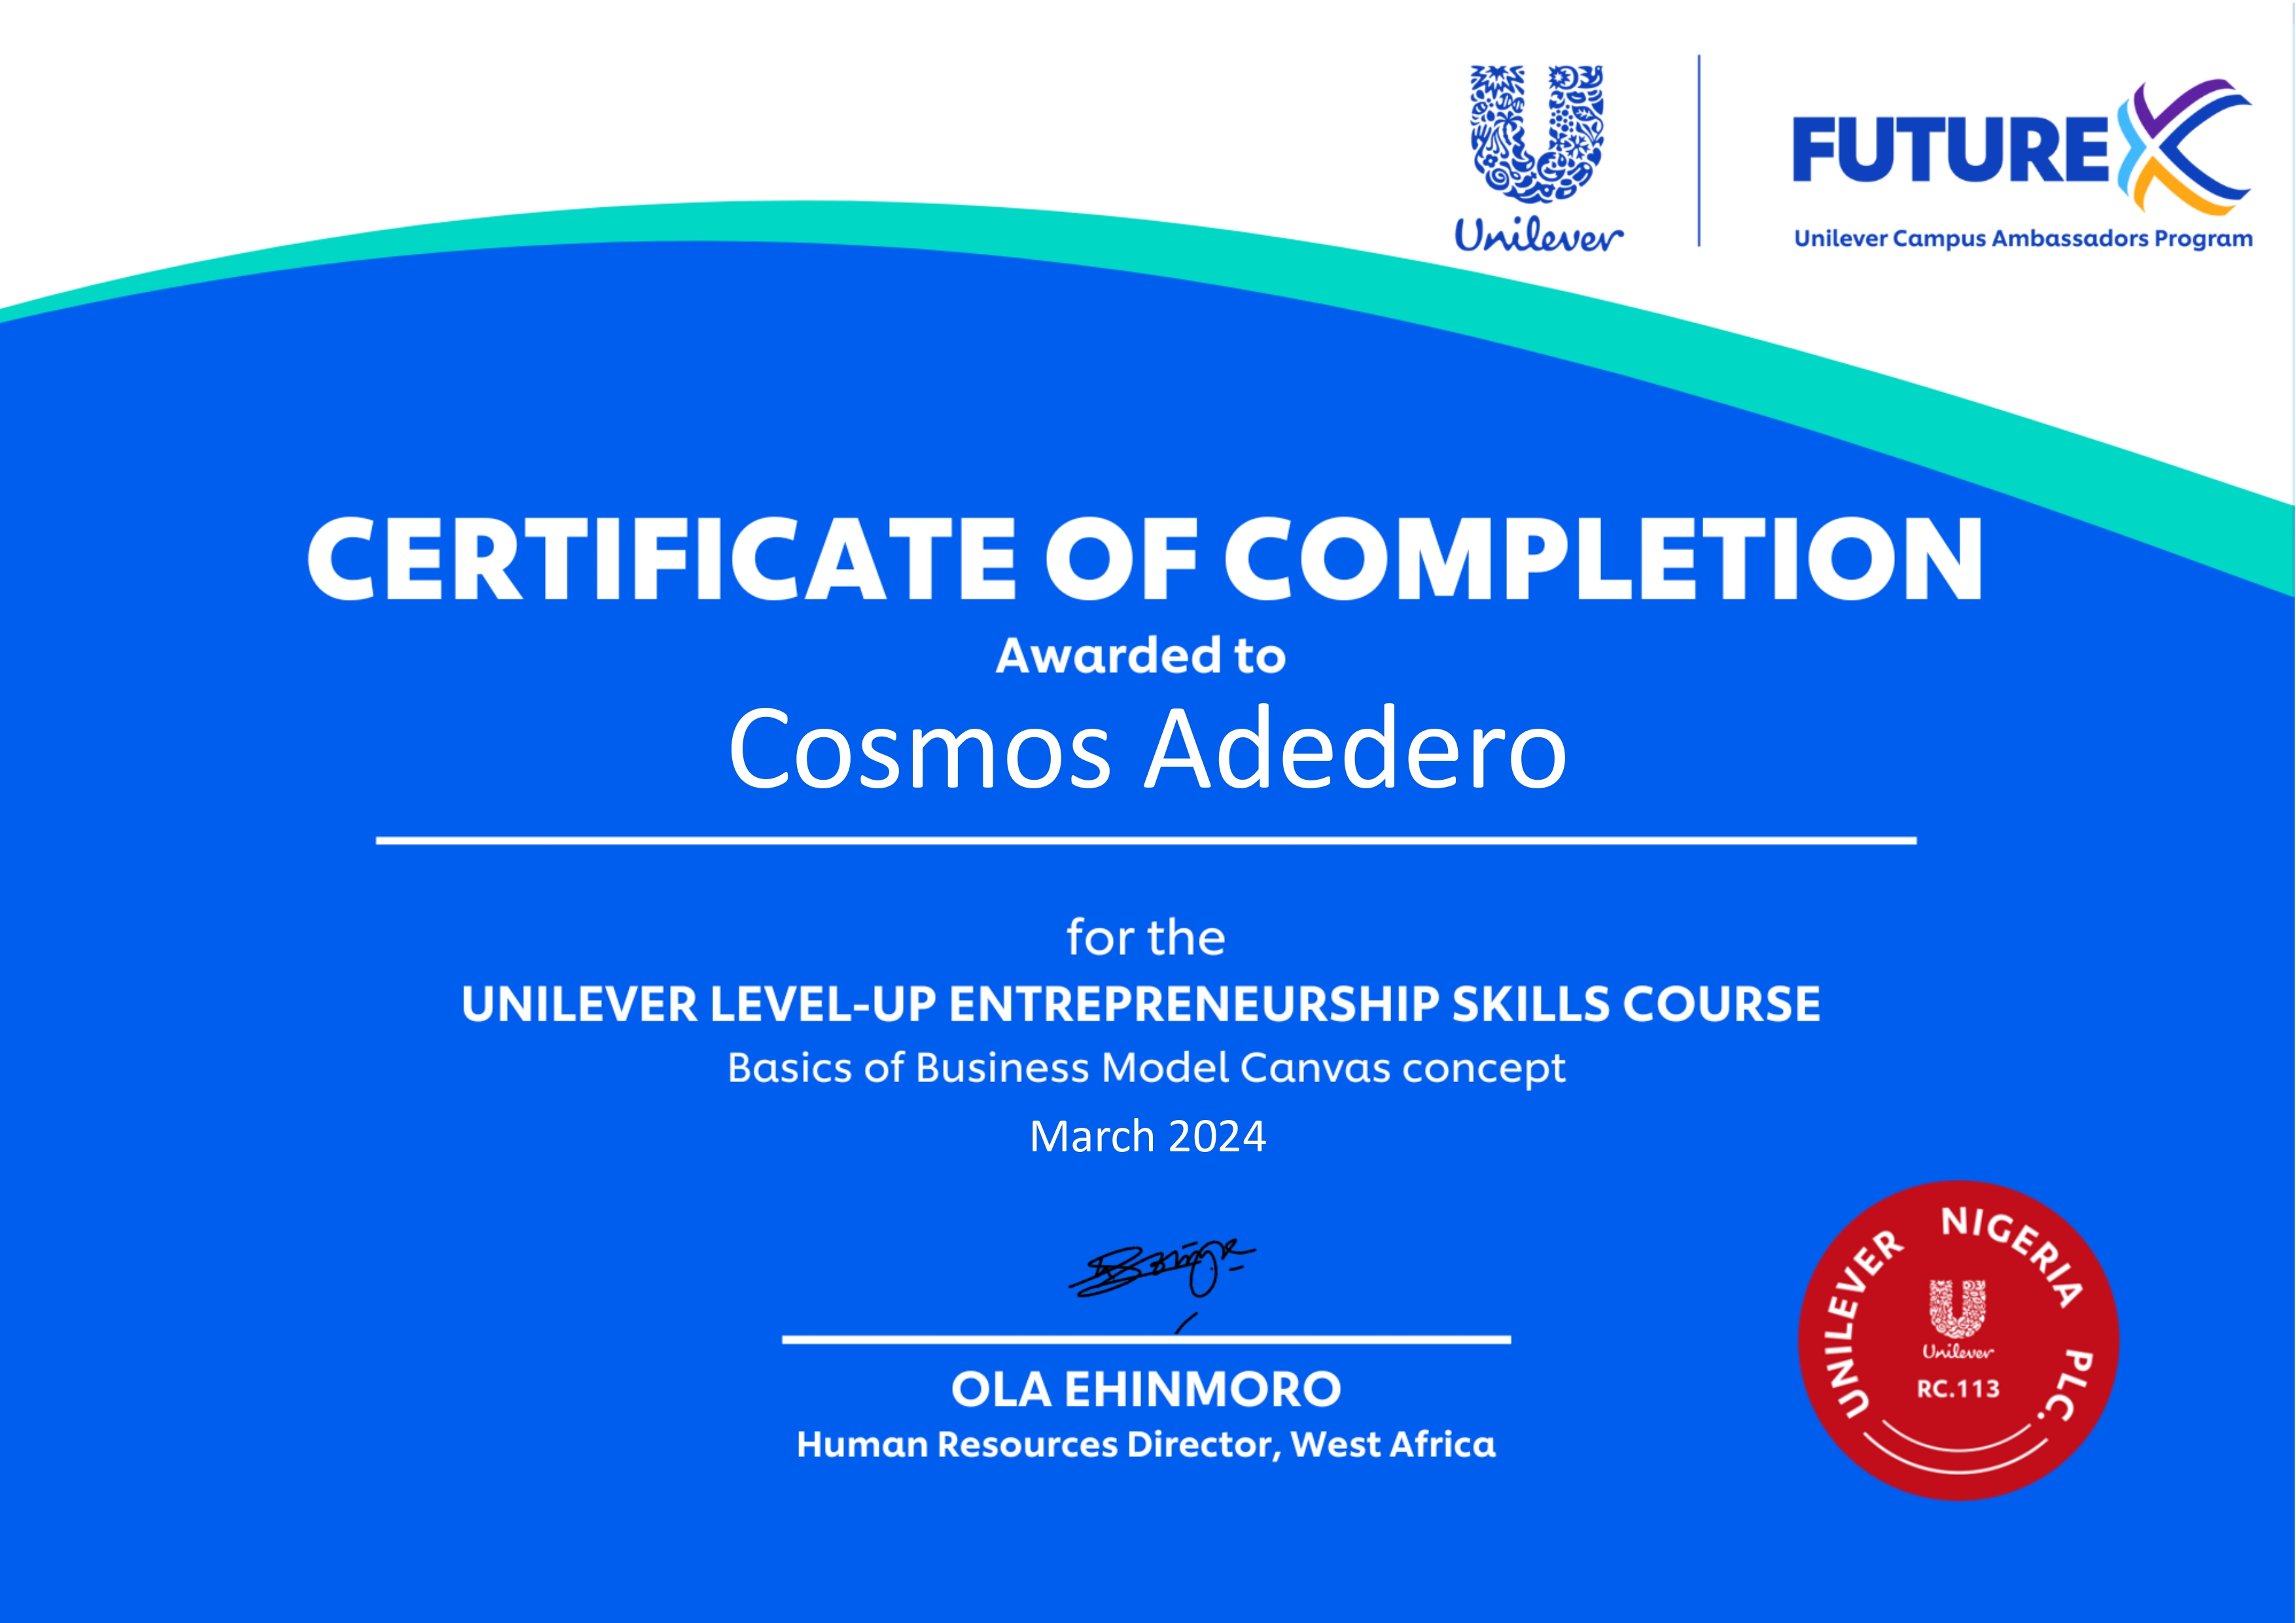 Unilever
FUTUREX
Unilever Campus Ambassadors Program
CERTIFICATE OF COMPLETION
Awarded to
Cosmos Adedero
for the
UNILEVER LEVEL-UP ENTREPRENEURSHIP SKILLS COURSE
Basics of Business Model Canvas concept
March 2024
OLA EHINMORO
Human Resources Director, West Africa
UNILEVER NIGERIA PLC.
Unilever
RC.113